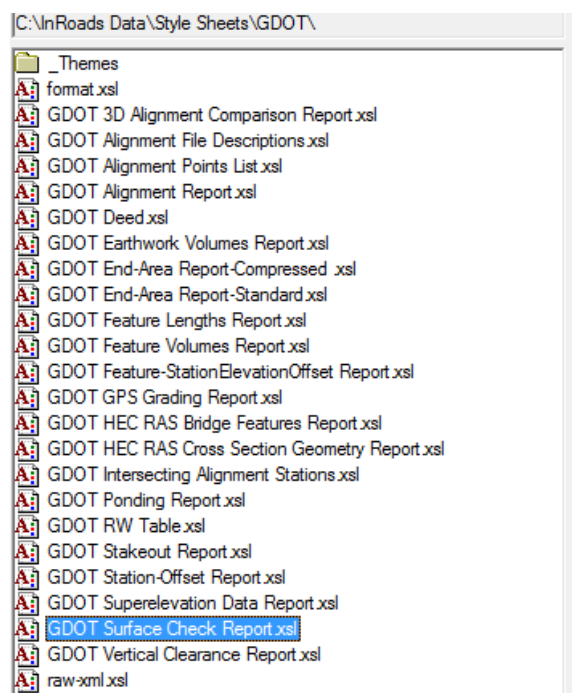 C:\InRoads Data\Style Sheets\GDOT\
_Themes
format.xsl
GDOT 3D Alignment Comparison Report.xsl
GDOT Alignment File Descriptions.xsl
GDOT Alignment Points List.xsl
GDOT Alignment Report.xsl
GDOT Deed.xsl
GDOT Earthwork Volumes Report.xsl
GDOT End-Area Report-Compressed .xsl
GDOT End-Area Report-Standard.xsl
GDOT Feature Lengths Report.xsl
GDOT Feature Volumes Report.xsl
GDOT Feature-StationElevationOffset Report.xsl
GDOT GPS Grading Report.xsl
GDOT HEC RAS Bridge Features Report.xsl
GDOT HEC RAS Cross Section Geometry Report.xsl
GDOT Intersecting Alignment Stations.xsl
GDOT Ponding Report.xsl
GDOT RW Table.xsl
GDOT Stakeout Report.xsl
GDOT Station-Offset Report.xsl
GDOT Superelevation Data Report.xsl
GDOT Surface Check Report.xsl
GDOT Vertical Clearance Report.xsl
raw-xml.xsl